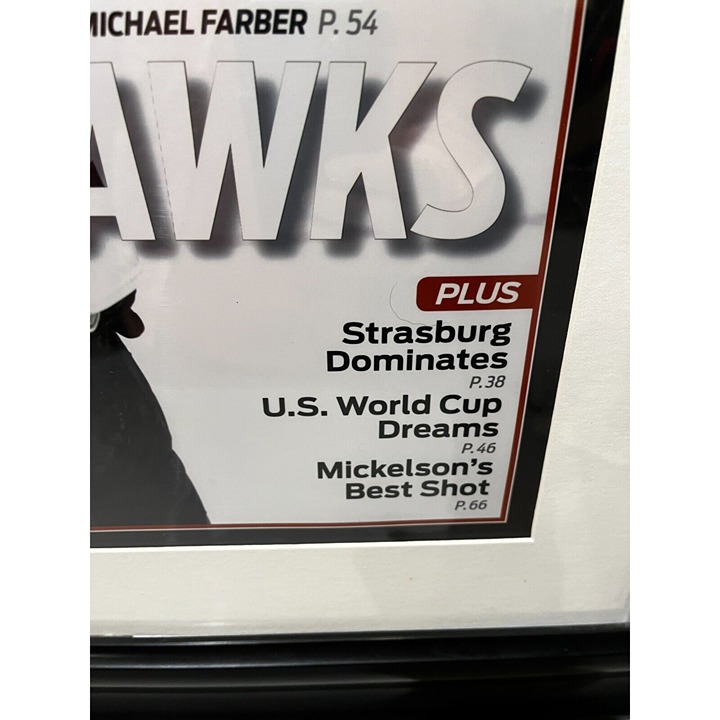 MICHAEL FARBER P. 54
AWKS
PLUS
Strasburg
Dominates
P.38
U.S. World Cup
Dreams
P.46
Mickelson's
Best Shot
P.66